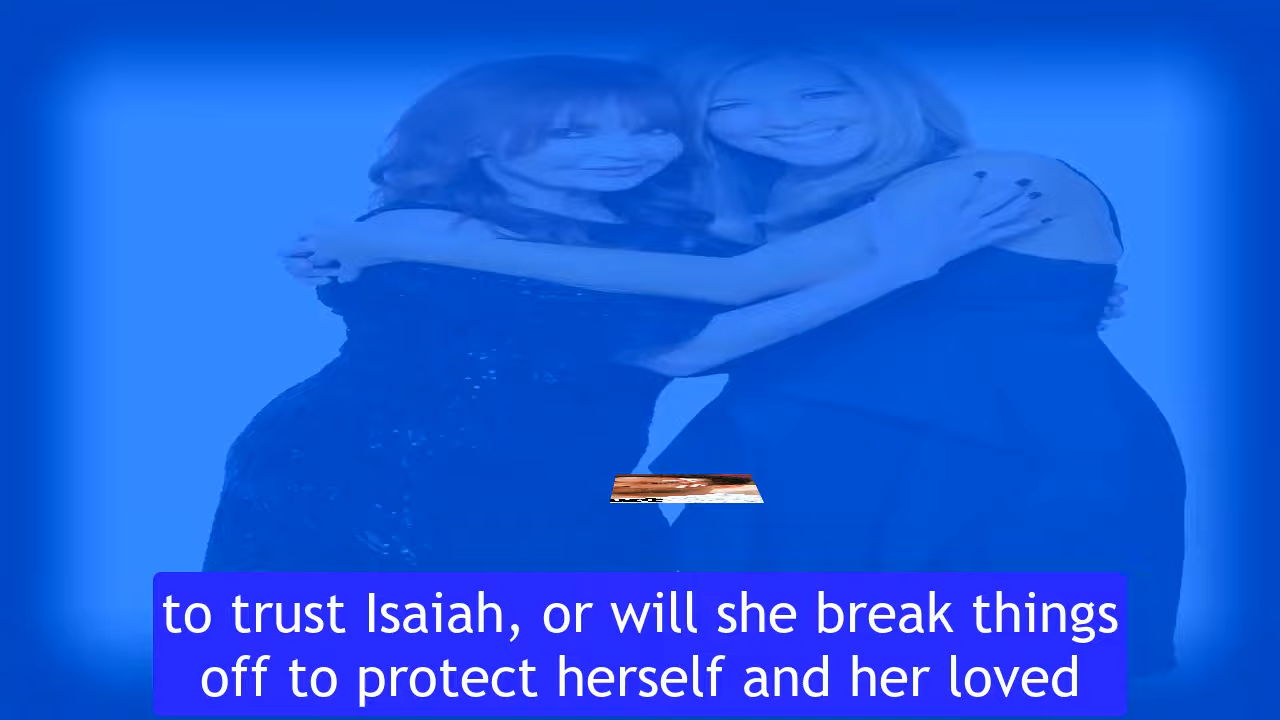 to trust Isaiah, or will she break things
off to protect herself and her loved